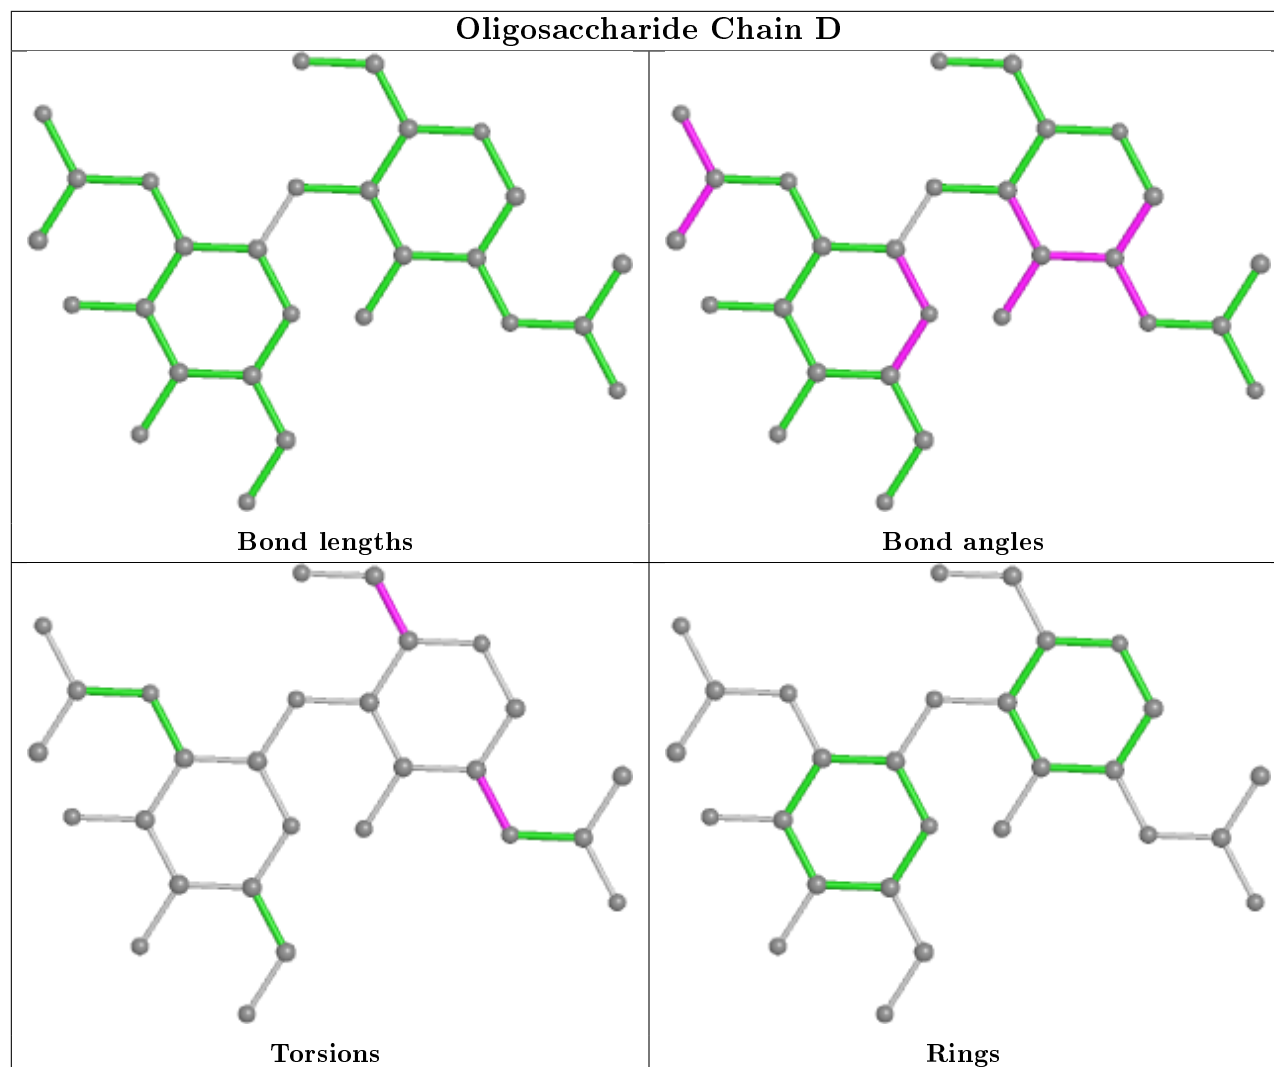 Oligosaccharide Chain D
Bond lengths
Bond angles
Torsions
Rings